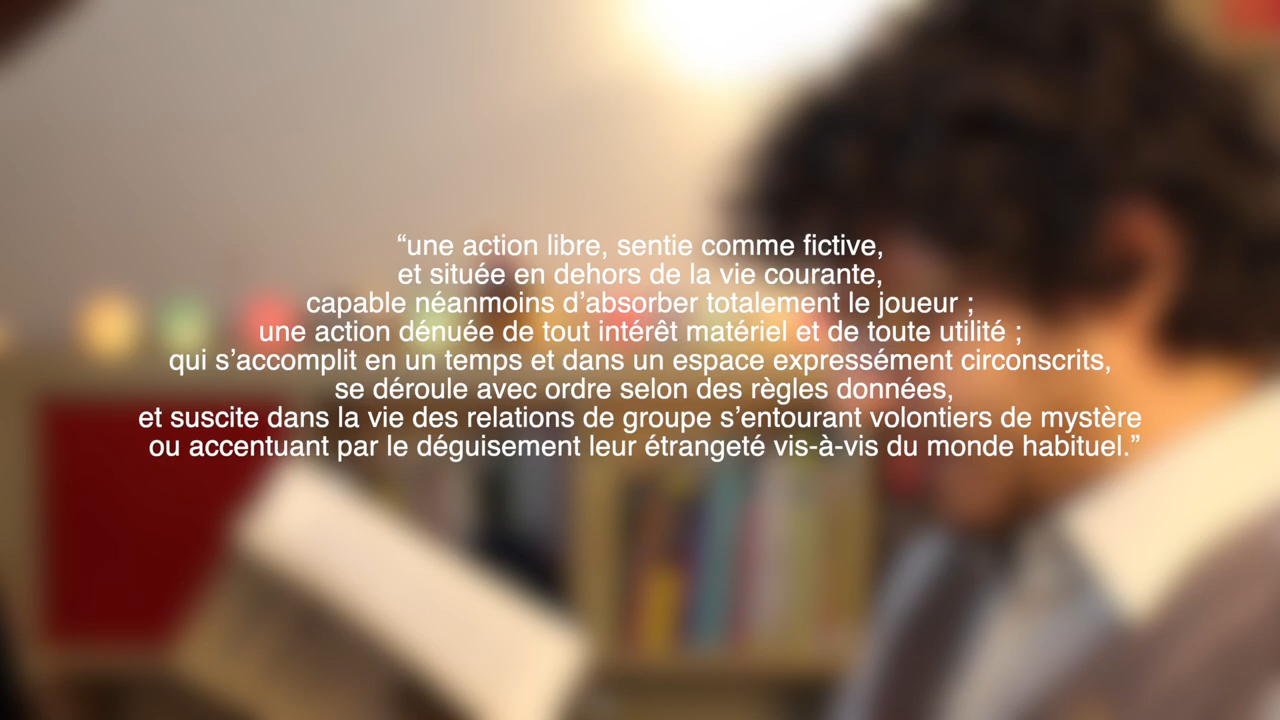 “une action libre, sentie comme fictive,
et située en dehors de la vie courante,
capable néanmoins d’absorber totalement le joueur ;
une action dénuée de tout intérêt matériel et de toute utilité ;
qui s’accomplit en un temps et dans un espace expressément circonscrits,
se déroule avec ordre selon des règles données,
et suscite dans la vie des relations de groupe s’entourant volontiers de mystère
ou accentuant par le déguisement leur étrangeté vis-à-vis du monde habituel.”